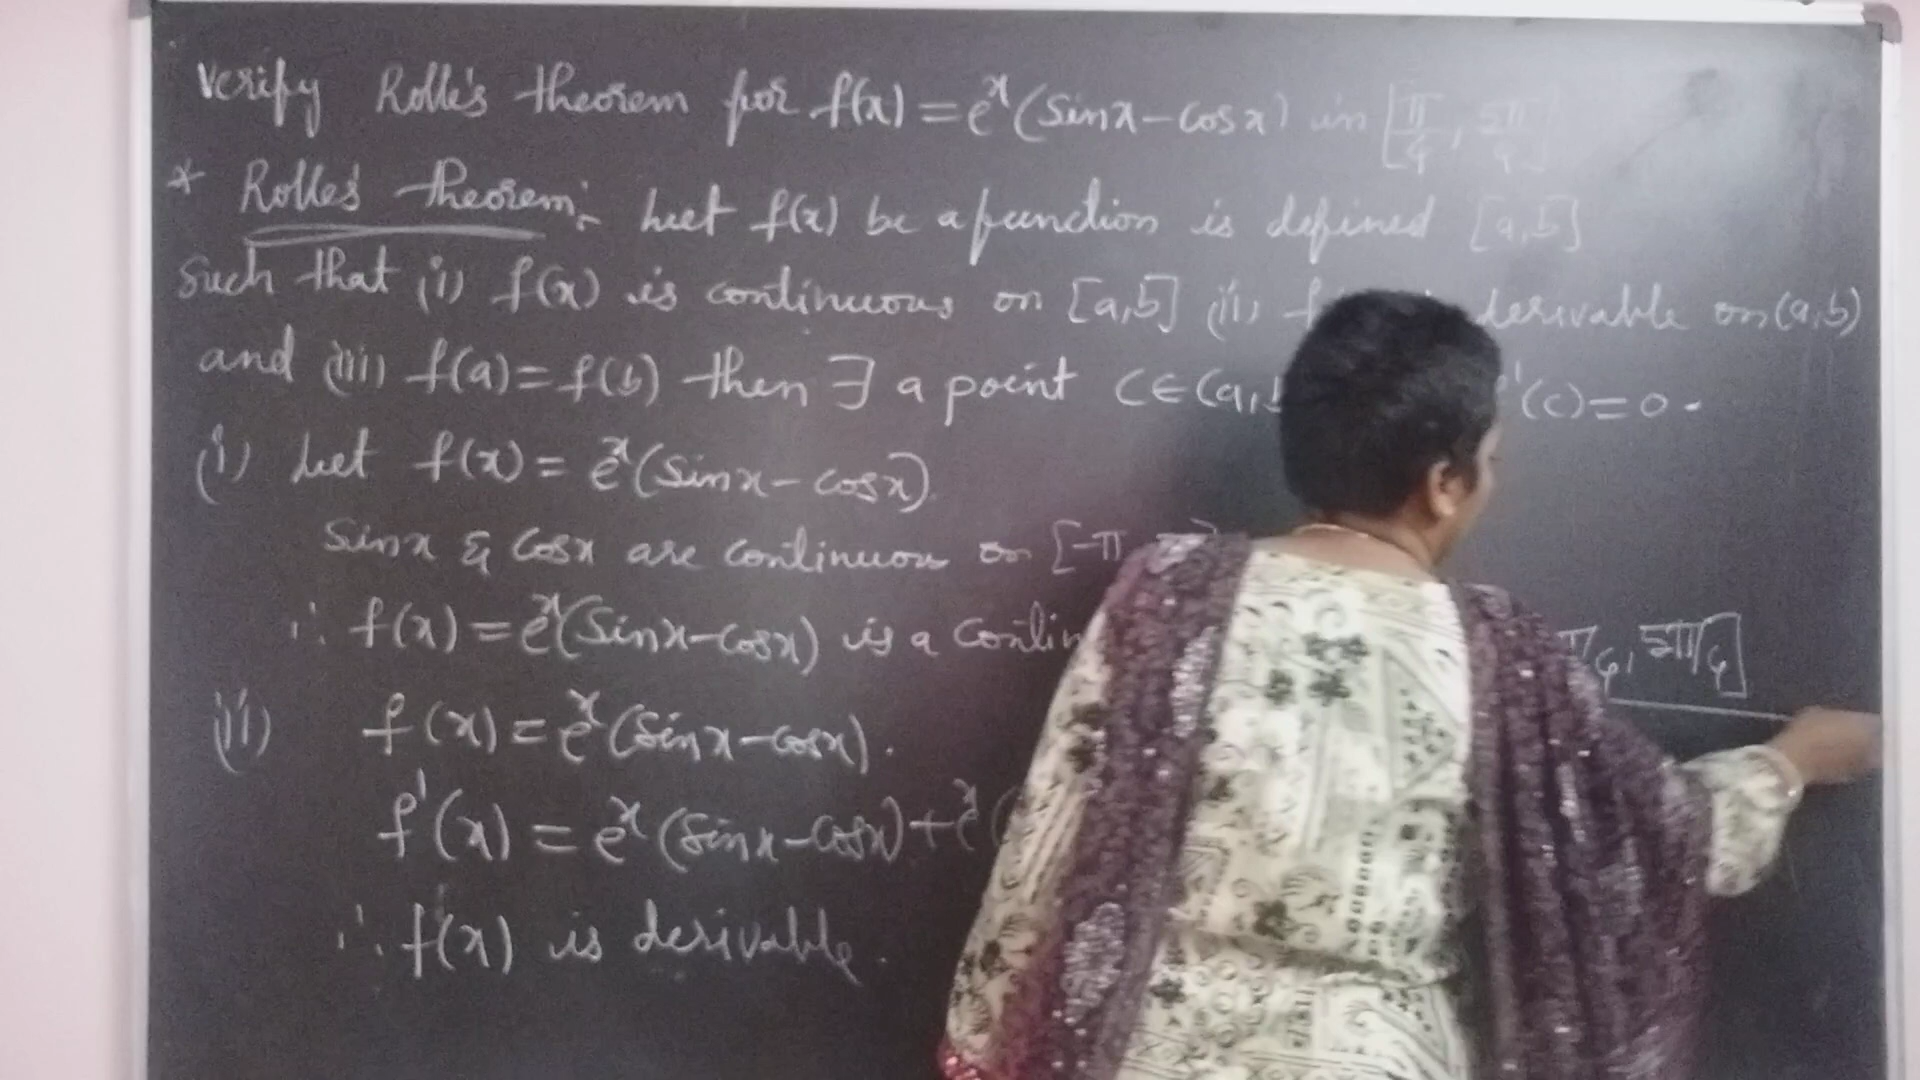 Verify Rolle's theorem for f(x) = e^x (Sinx - Cosx) in [π/4, 5π/4]
* Rolle's theorem:- Let f(x) be a function is defined [a,b]
Such that (i) f(x) is continuous on [a,b] (ii) derivable on (a,b)
and (iii) f(a) = f(b) then ∃ a point C ∈ (a, '(c) = 0.
(i) Let f(x) = e^x (Sinx - Cosx).
Sinx & Cosx are continuous on [-π
∴ f(x) = e^x (Sinx - Cosx) is a π/4, 5π/4]
(ii) f(x) = e^x (Sinx - Cosx).
f'(x) = e^x (Sinx - Cosx) + e^x (
∴ f(x) is derivable.